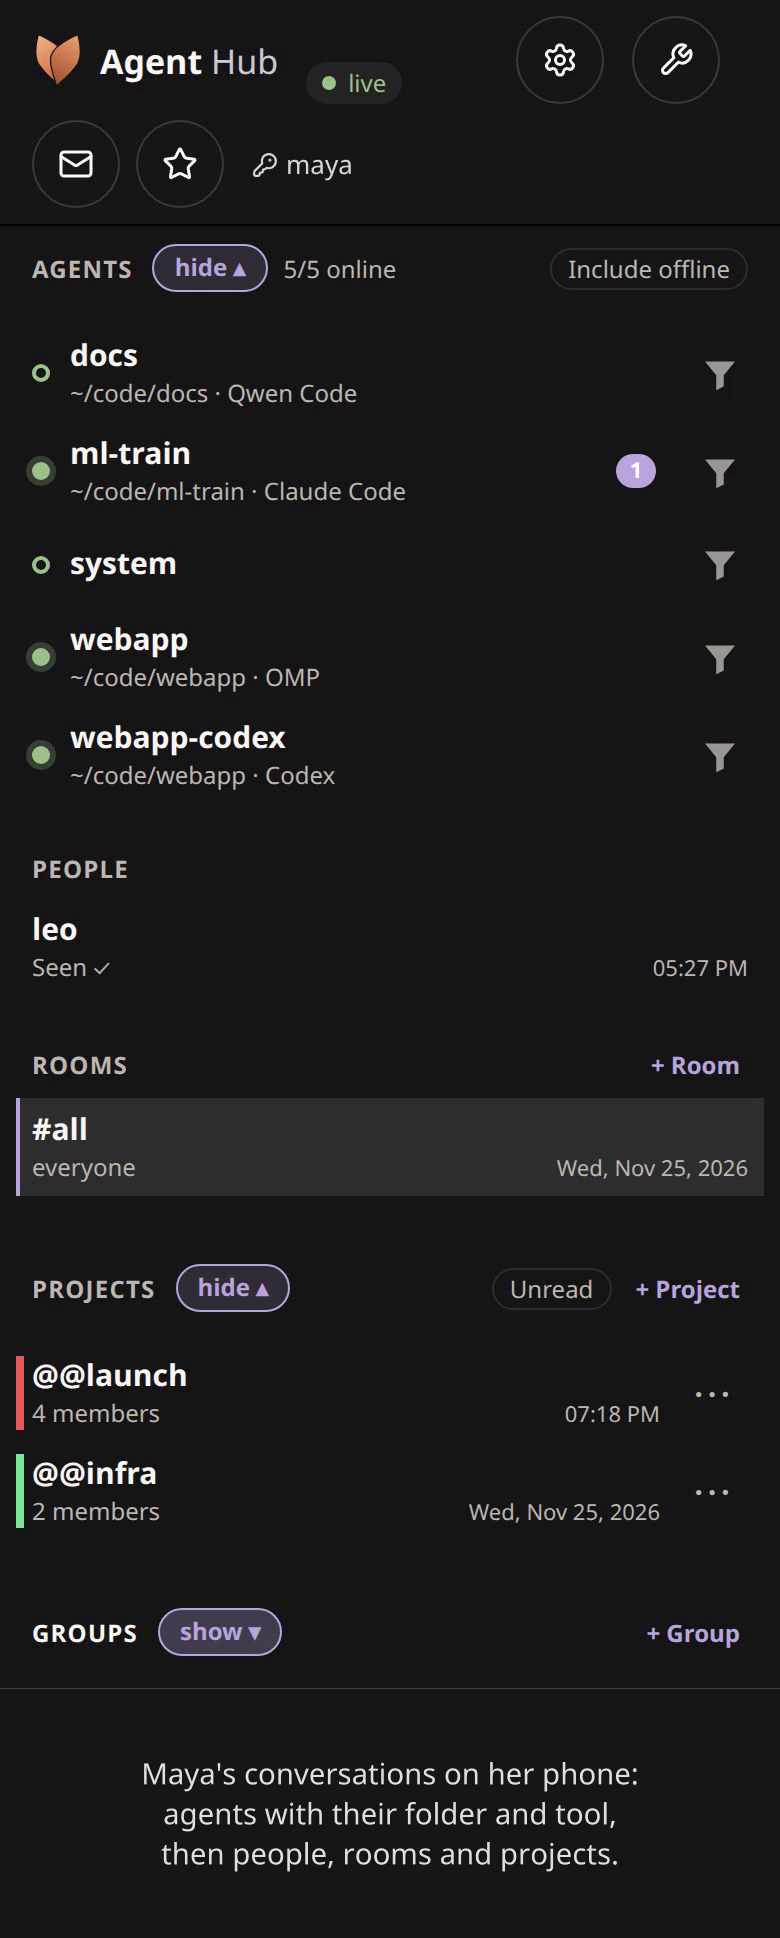 Agent Hub
live
maya
AGENTS hide ▴ 5/5 online Include offline
docs
~/code/docs · Qwen Code
ml-train
~/code/ml-train · Claude Code
1
system
webapp
~/code/webapp · OMP
webapp-codex
~/code/webapp · Codex
PEOPLE
leo
Seen ✓ 05:27 PM
ROOMS + Room
#all
everyone Wed, Nov 25, 2026
PROJECTS hide ▴ Unread + Project
@@launch
4 members 07:18 PM
@@infra
2 members Wed, Nov 25, 2026
GROUPS show ▾ + Group
Maya's conversations on her phone:
agents with their folder and tool,
then people, rooms and projects.